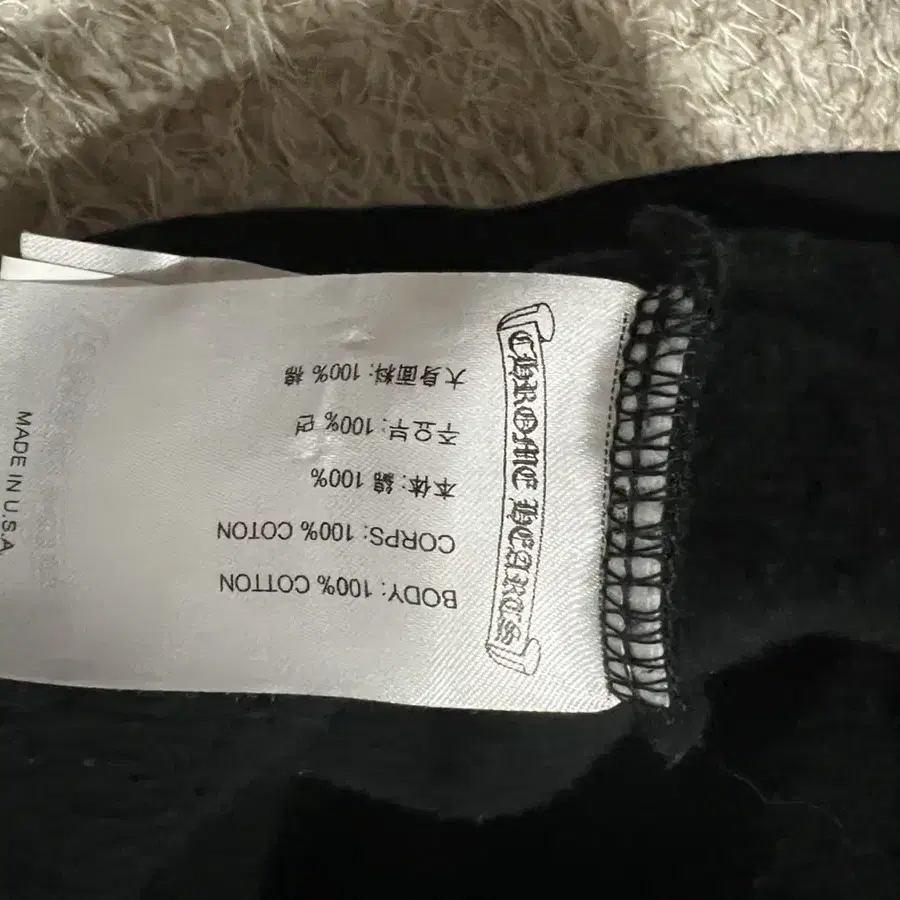 CHROME HEARTS
BODY: 100% COTTON
CORPS: 100% COTON
本体: 綿 100%
주요부: 100% 면
大身面料: 100% 棉
MADE IN U.S.A